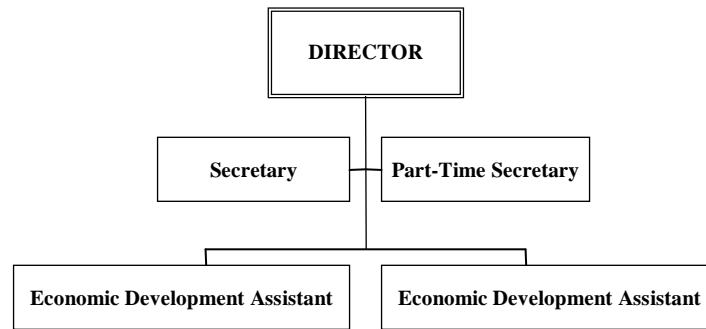 DIRECTOR
Secretary
Part-Time Secretary
Economic Development Assistant
Economic Development Assistant